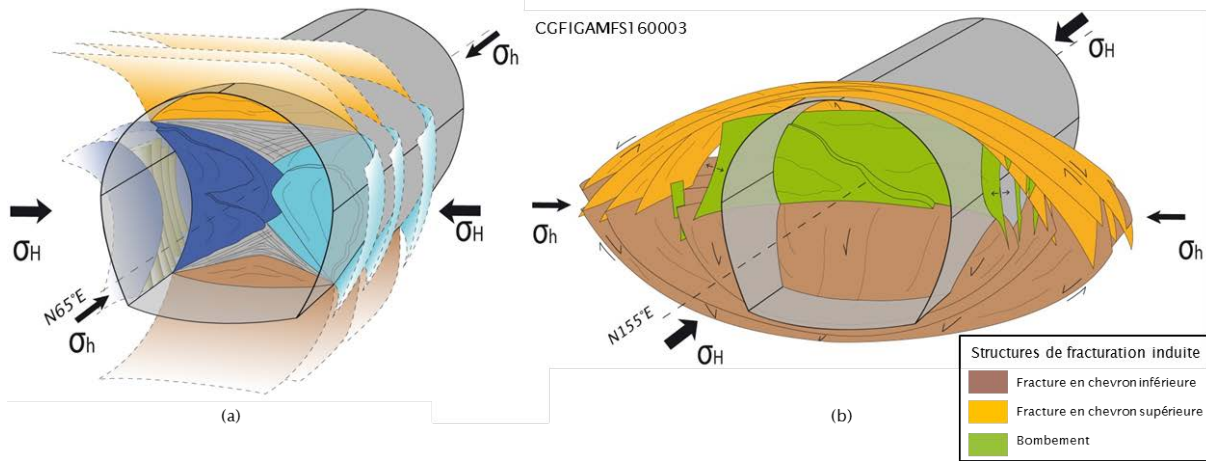 CGFIGAMFS160003
σh
σH
σH
σH
σh
σh
σH
N65°E
σh
N155°E
σH
Structures de fracturation induite
Fracture en chevron inférieure
Fracture en chevron supérieure
Bombement
(a)
(b)